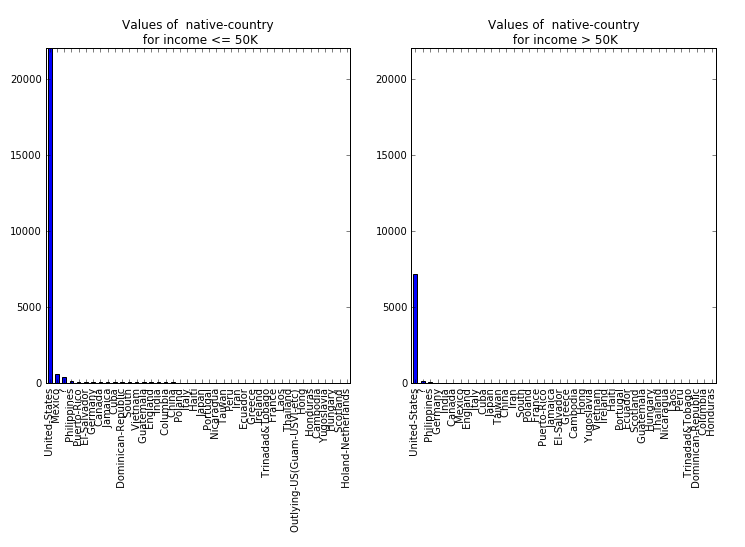 Values of native-country
for income <= 50K
20000
15000
10000
5000
0
United-States
Mexico
?
Philippines
Puerto-Rico
El-Salvador
Germany
Canada
Jamaica
Cuba
Dominican-Republic
South
Vietnam
Guatemala
England
India
Columbia
China
Poland
Italy
Haiti
Japan
Portugal
Nicaragua
Taiwan
Peru
Iran
Ecuador
Greece
Ireland
Trinadad&Tobago
France
Laos
Thailand
Outlying-US(Guam-USVI-etc)
Hong
Honduras
Cambodia
Yugoslavia
Hungary
Scotland
Holand-Netherlands
Values of native-country
for income > 50K
20000
15000
10000
5000
0
United-States
?
Philippines
Germany
India
Canada
Mexico
England
Italy
Cuba
Japan
Taiwan
China
Iran
South
Poland
France
Puerto-Rico
Jamaica
El-Salvador
Greece
Cambodia
Hong
Yugoslavia
Vietnam
Ireland
Haiti
Portugal
Ecuador
Scotland
Guatemala
Hungary
Thailand
Nicaragua
Laos
Peru
Trinadad&Tobago
Dominican-Republic
Columbia
Honduras